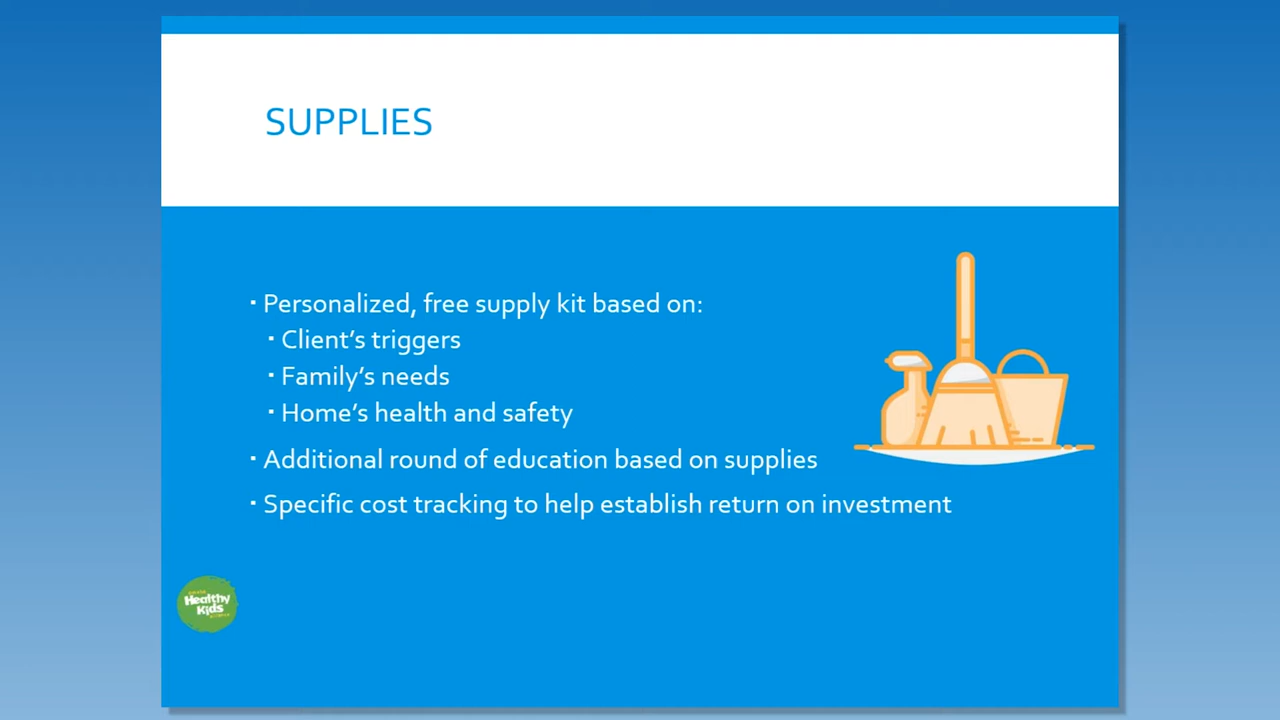 SUPPLIES
▪ Personalized, free supply kit based on:
▪ Client’s triggers
▪ Family’s needs
▪ Home’s health and safety
▪ Additional round of education based on supplies
▪ Specific cost tracking to help establish return on investment
Healthy
Kids